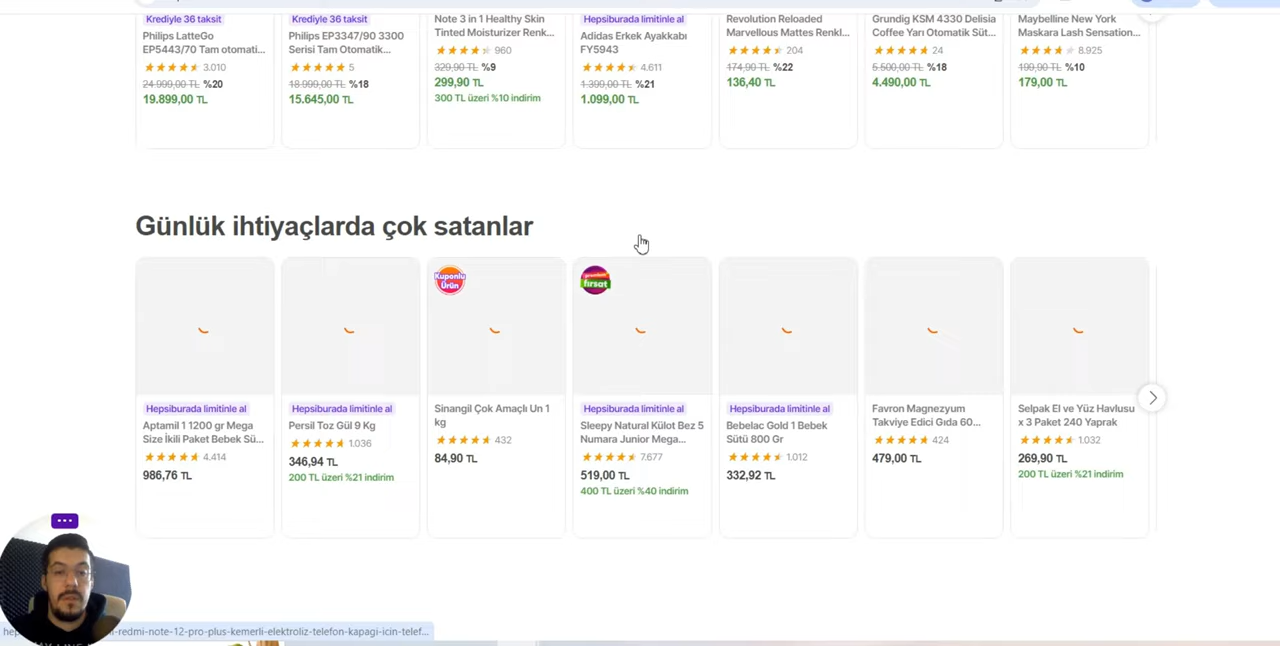 Krediyle 36 taksit
Philips LatteGo
EP5443/70 Tam otomati...
3.010
24.999,00 TL %20
19.899,00 TL
Krediyle 36 taksit
Philips EP3347/90 3300
Serisi Tam Otomatik...
5
18.999,00 TL %18
15.645,00 TL
Note 3 in 1 Healthy Skin
Tinted Moisturizer Renk...
960
329,90 TL %9
299,90 TL
300 TL üzeri %10 indirim
Hepsiburada limitinle al
Adidas Erkek Ayakkabı
FY5943
4.611
1.399,00 TL %21
1.099,00 TL
Revolution Reloaded
Marvellous Mattes Renkl...
204
174,90 TL %22
136,40 TL
Grundig KSM 4330 Delisia
Coffee Yarı Otomatik Süt...
24
5.500,00 TL %18
4.490,00 TL
Maybelline New York
Maskara Lash Sensation...
8.925
199,90 TL %10
179,00 TL
Günlük ihtiyaçlarda çok satanlar
Hepsiburada limitinle al
Aptamil 1 1200 gr Mega
Size İkili Paket Bebek Sü...
4.414
986,76 TL
Hepsiburada limitinle al
Persil Toz Gül 9 Kg
1.036
346,94 TL
200 TL üzeri %21 indirim
Kuponlu
Ürün
Sinangil Çok Amaçlı Un 1
kg
432
84,90 TL
fırsat
Hepsiburada limitinle al
Sleepy Natural Külot Bez 5
Numara Junior Mega...
7.677
519,00 TL
400 TL üzeri %40 indirim
Hepsiburada limitinle al
Bebelac Gold 1 Bebek
Sütü 800 Gr
1.012
332,92 TL
Favron Magnezyum
Takviye Edici Gıda 60...
424
479,00 TL
Selpak El ve Yüz Havlusu
x 3 Paket 240 Yaprak
1.032
269,90 TL
200 TL üzeri %21 indirim
-redmi-note-12-pro-plus-kemerli-elektroliz-telefon-kapagi-icin-telef...